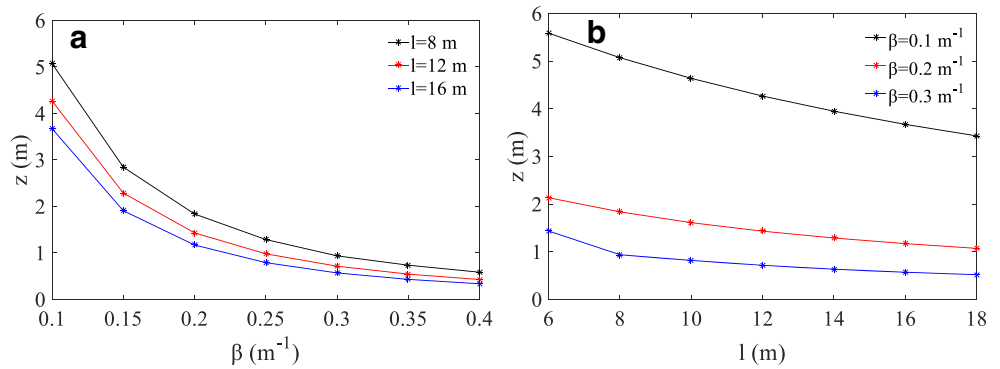 a
l=8 m
l=12 m
l=16 m
6
5
4
3
2
1
0
z (m)
0.1 0.15 0.2 0.25 0.3 0.35 0.4
β (m⁻¹)
b
β=0.1 m⁻¹
β=0.2 m⁻¹
β=0.3 m⁻¹
6
5
4
3
2
1
0
z (m)
6 8 10 12 14 16 18
l (m)